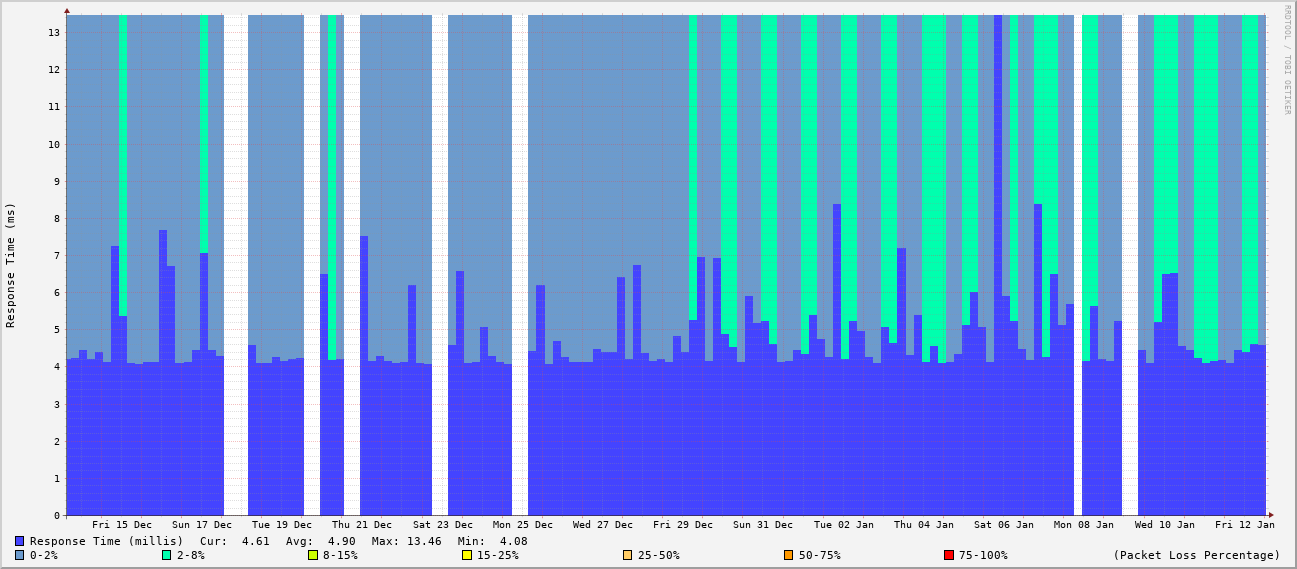 RRDTOOL / TOBI OETIKER
Response Time (ms)
13
12
11
10
9
8
7
6
5
4
3
2
1
0
Fri 15 Dec Sun 17 Dec Tue 19 Dec Thu 21 Dec Sat 23 Dec Mon 25 Dec Wed 27 Dec Fri 29 Dec Sun 31 Dec Tue 02 Jan Thu 04 Jan Sat 06 Jan Mon 08 Jan Wed 10 Jan Fri 12 Jan
Response Time (millis) Cur: 4.61 Avg: 4.90 Max: 13.46 Min: 4.08
0-2% 2-8% 8-15% 15-25% 25-50% 50-75% 75-100% (Packet Loss Percentage)